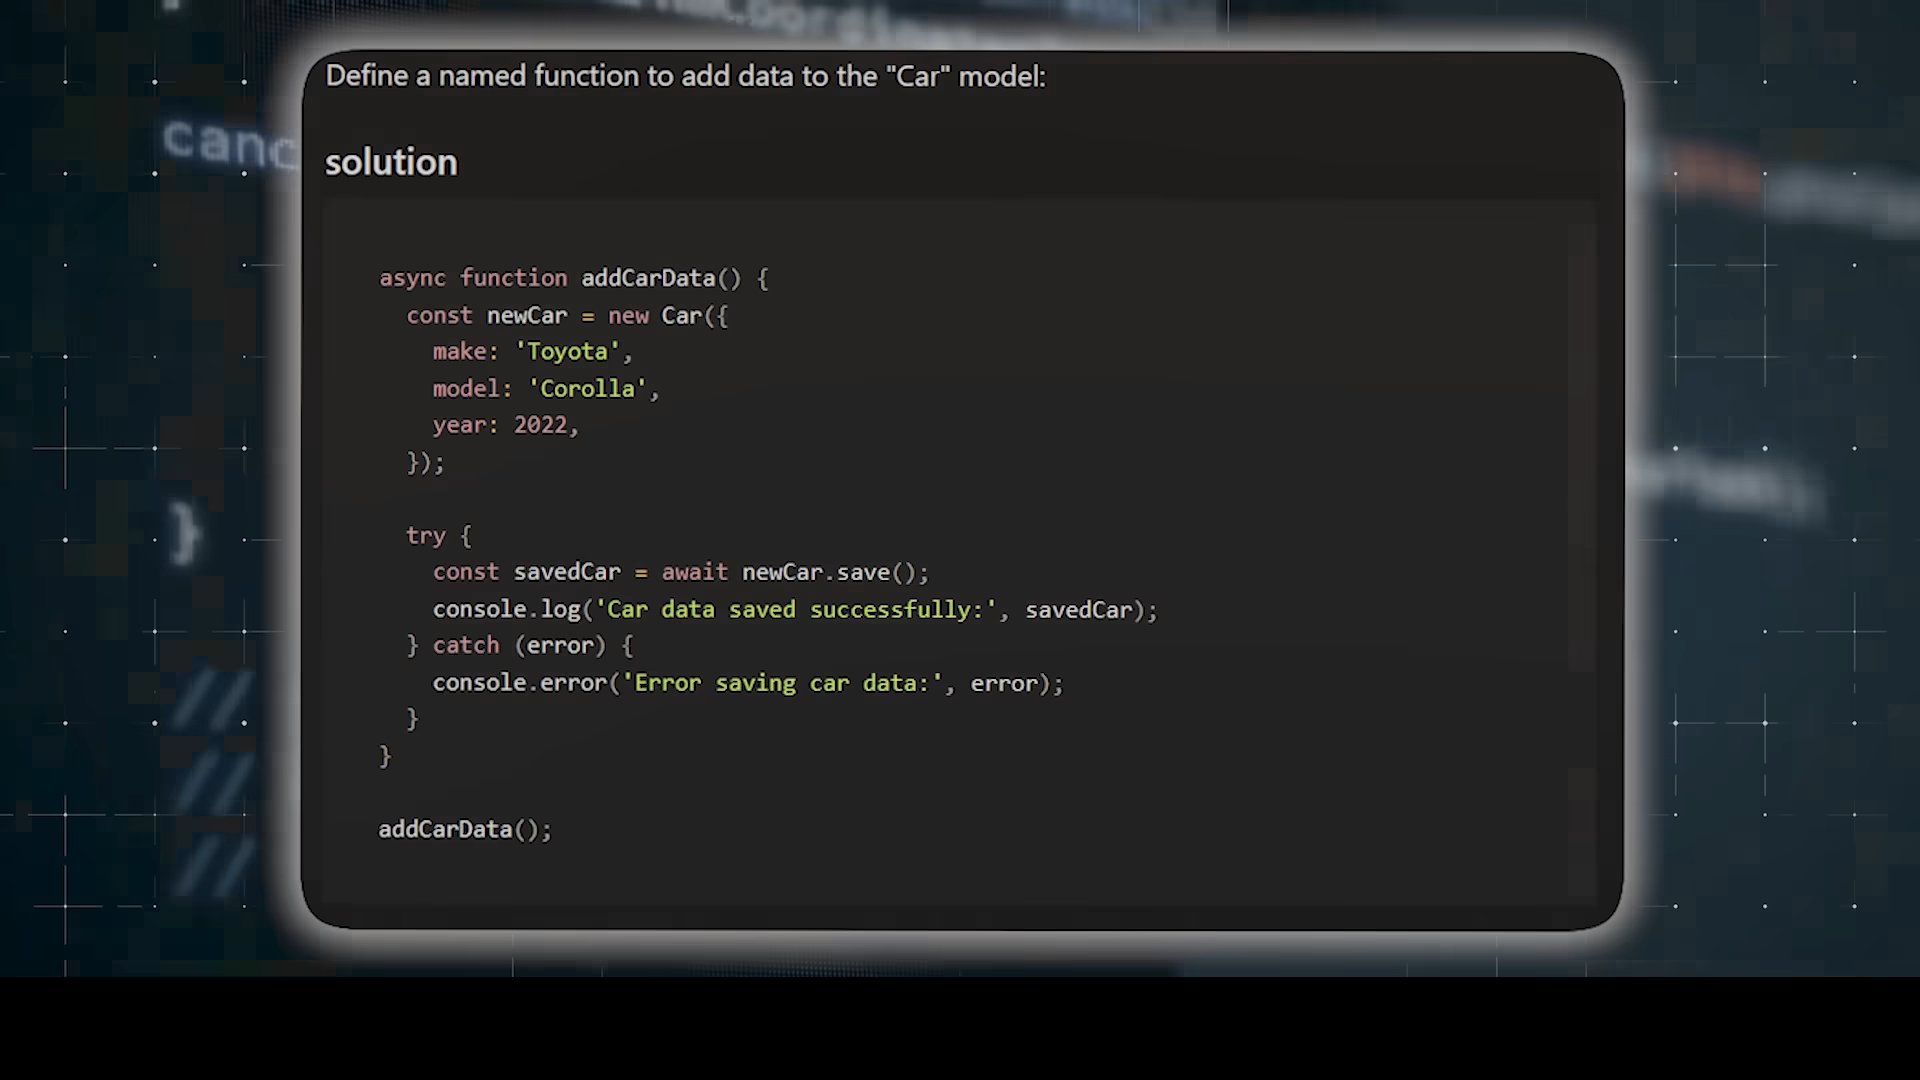 Define a named function to add data to the "Car" model:
solution
async function addCarData() {
  const newCar = new Car({
    make: 'Toyota',
    model: 'Corolla',
    year: 2022,
  });
  try {
    const savedCar = await newCar.save();
    console.log('Car data saved successfully:', savedCar);
  } catch (error) {
    console.error('Error saving car data:', error);
  }
}
addCarData();
}
//
//
//